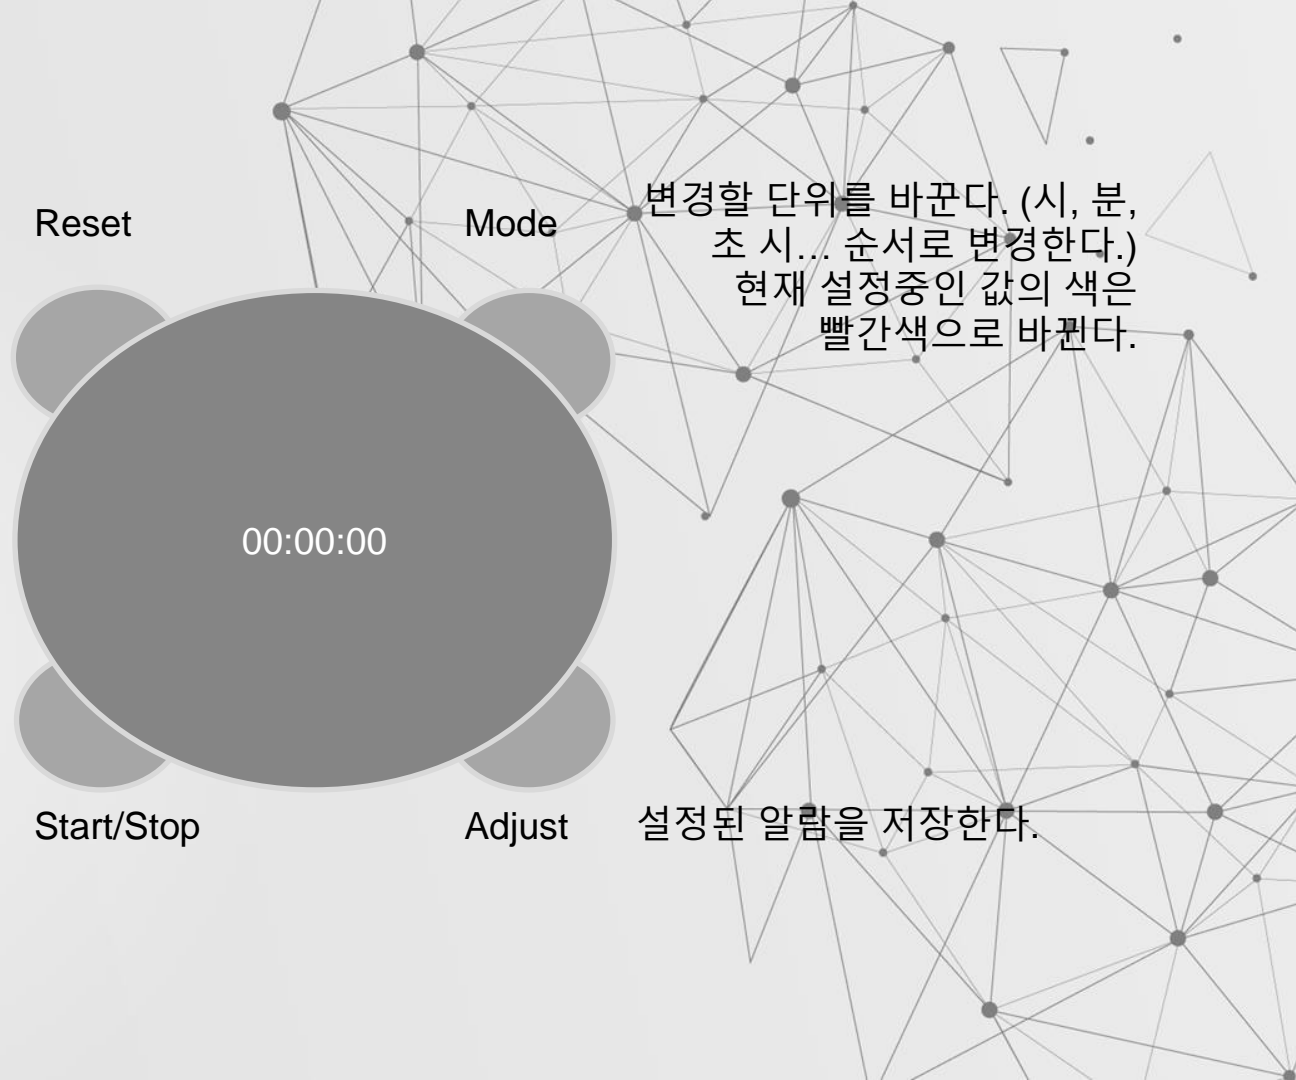 Reset
Mode
변경할 단위를 바꾼다. (시, 분,
초 시… 순서로 변경한다.)
현재 설정중인 값의 색은
빨간색으로 바뀐다.
00:00:00
Start/Stop
Adjust
설정된 알람을 저장한다.